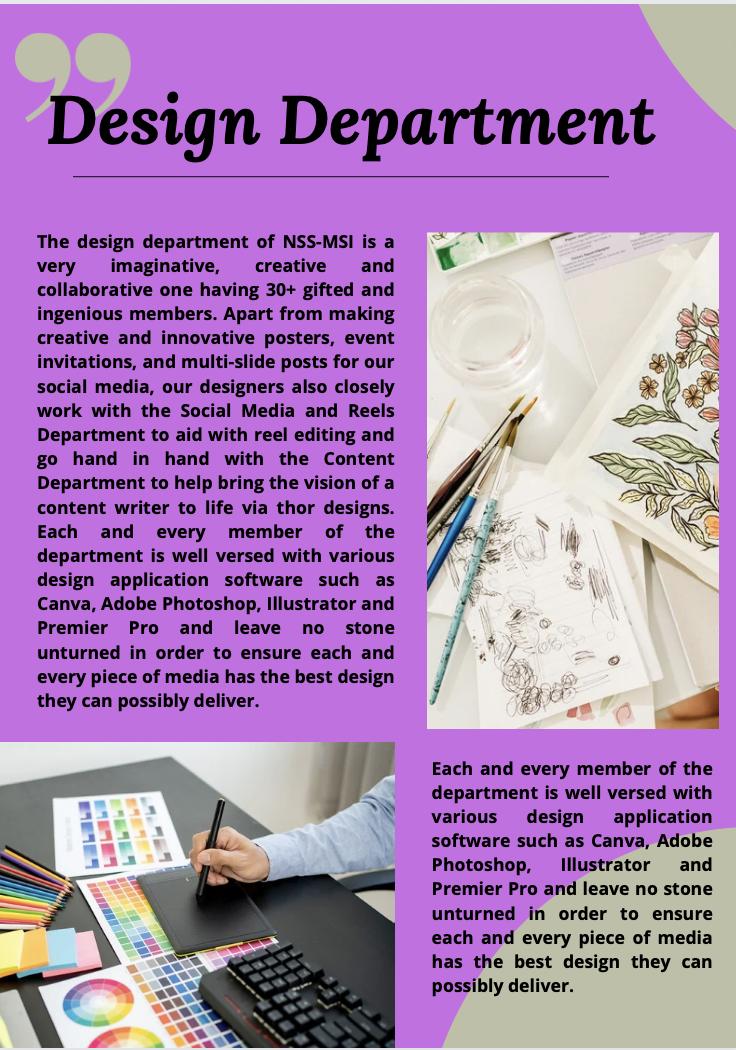 Design Department
The design department of NSS-MSI is a
very imaginative, creative and
collaborative one having 30+ gifted and
ingenious members. Apart from making
creative and innovative posters, event
invitations, and multi-slide posts for our
social media, our designers also closely
work with the Social Media and Reels
Department to aid with reel editing and
go hand in hand with the Content
Department to help bring the vision of a
content writer to life via thor designs.
Each and every member of the
department is well versed with various
design application software such as
Canva, Adobe Photoshop, Illustrator and
Premier Pro and leave no stone
unturned in order to ensure each and
every piece of media has the best design
they can possibly deliver.
Each and every member of the
department is well versed with
various design application
software such as Canva, Adobe
Photoshop, Illustrator and
Premier Pro and leave no stone
unturned in order to ensure
each and every piece of media
has the best design they can
possibly deliver.